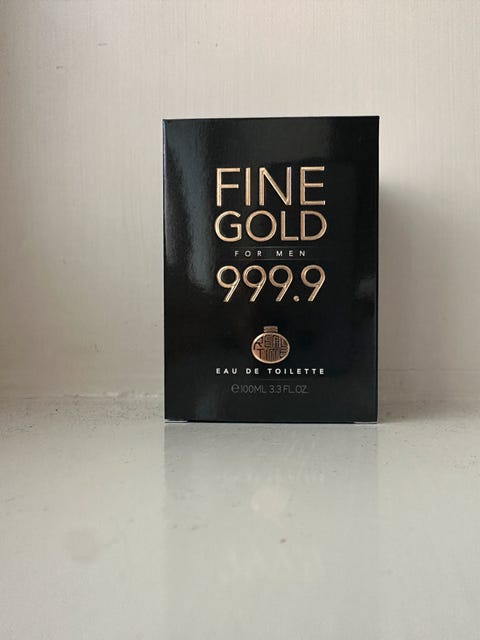 FINE
GOLD
FOR MEN
999.9
REAL
TIME
EAU DE TOILETTE
℮100ML 3.3 FL.OZ.